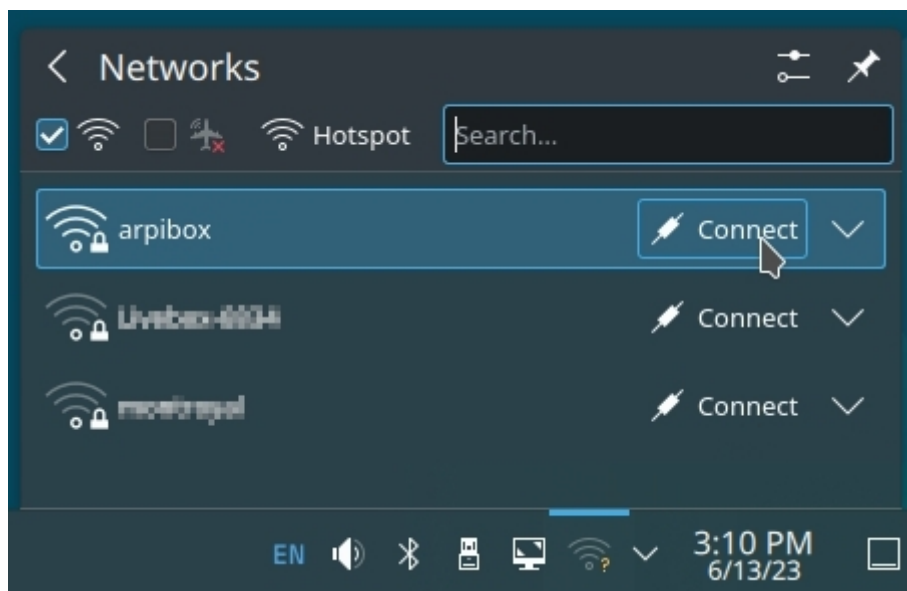 Networks
Hotspot
Search...
arpibox
Connect
Connect
Connect
EN
3:10 PM
6/13/23